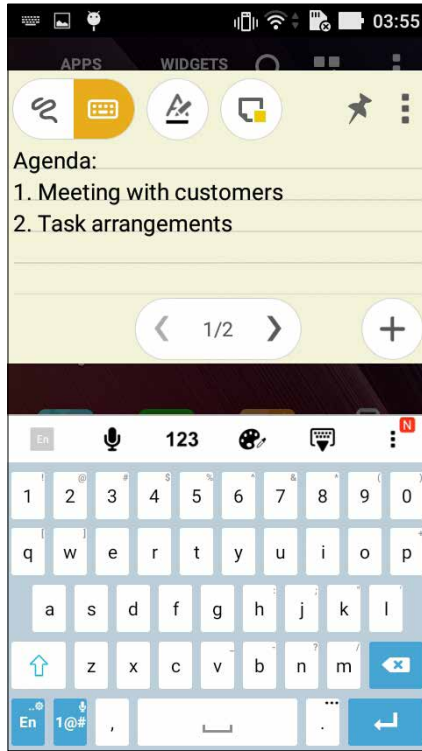 03:55
APPS WIDGETS
Agenda:
1. Meeting with customers
2. Task arrangements
1/2
En 123 N
! @ # $ % ^ & * ( )
1 2 3 4 5 6 7 8 9 0
[ ] +
q w e r t y u i o p
: ; " '
a s d f g h j k l
_ - ? /
z x c v b n m
En 1@# , ... .